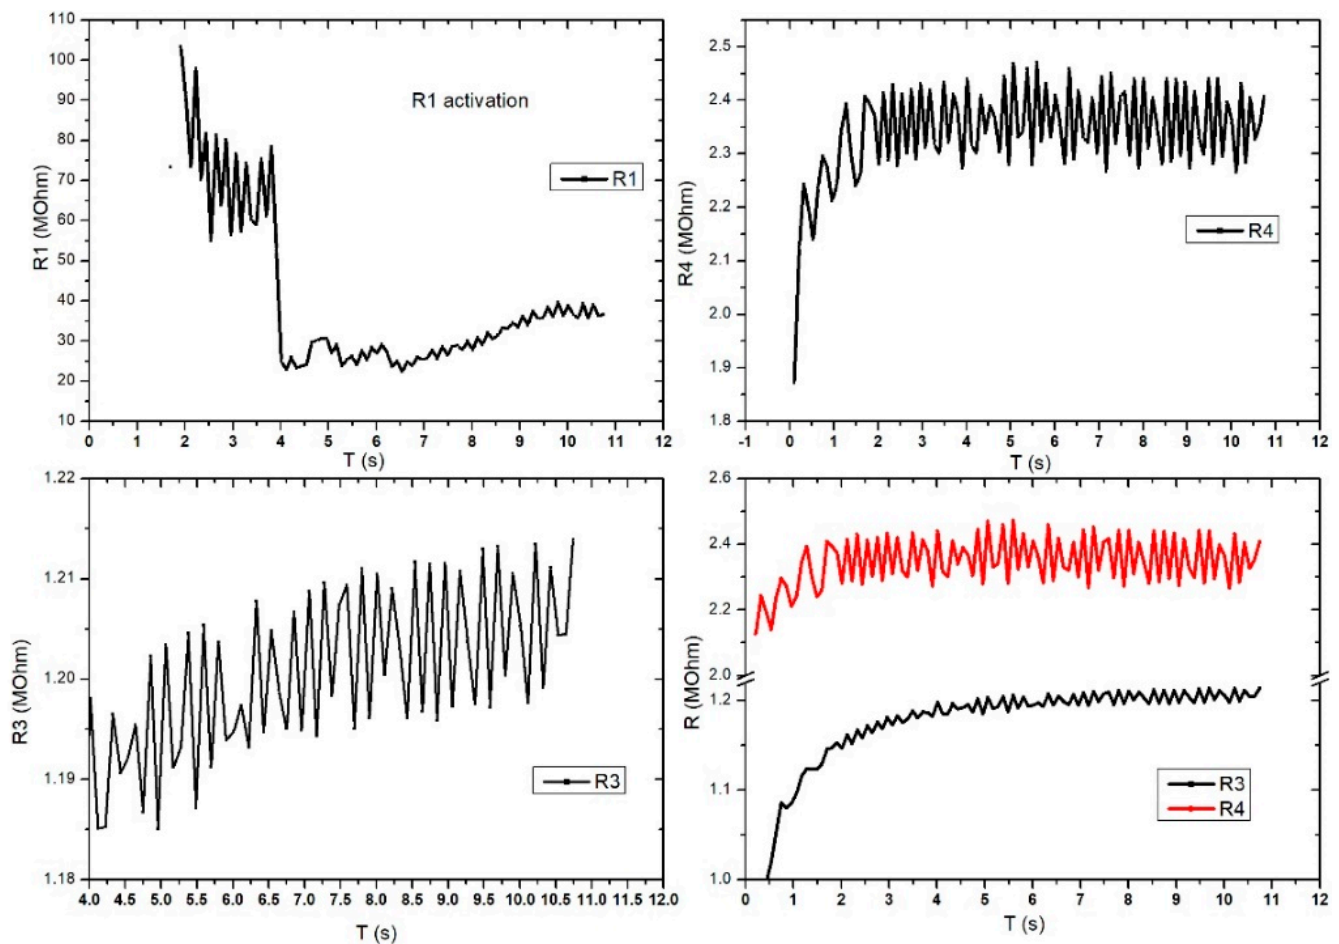 110
100
90
80
70
60
50
40
30
20
10
R1 (MOhm)
R1 activation
R1
0 1 2 3 4 5 6 7 8 9 10 11 12
T (s)
2.5
2.4
2.3
2.2
2.1
2.0
1.9
1.8
R4 (MOhm)
R4
-1 0 1 2 3 4 5 6 7 8 9 10 11 12
T (s)
1.22
1.21
1.20
1.19
1.18
R3 (MOhm)
R3
4.0 4.5 5.0 5.5 6.0 6.5 7.0 7.5 8.0 8.5 9.0 9.5 10.0 10.5 11.0 11.5 12.0
T (s)
2.6
2.4
2.2
2.0
1.2
1.1
1.0
R (MOhm)
R3
R4
0 1 2 3 4 5 6 7 8 9 10 11 12
T (s)